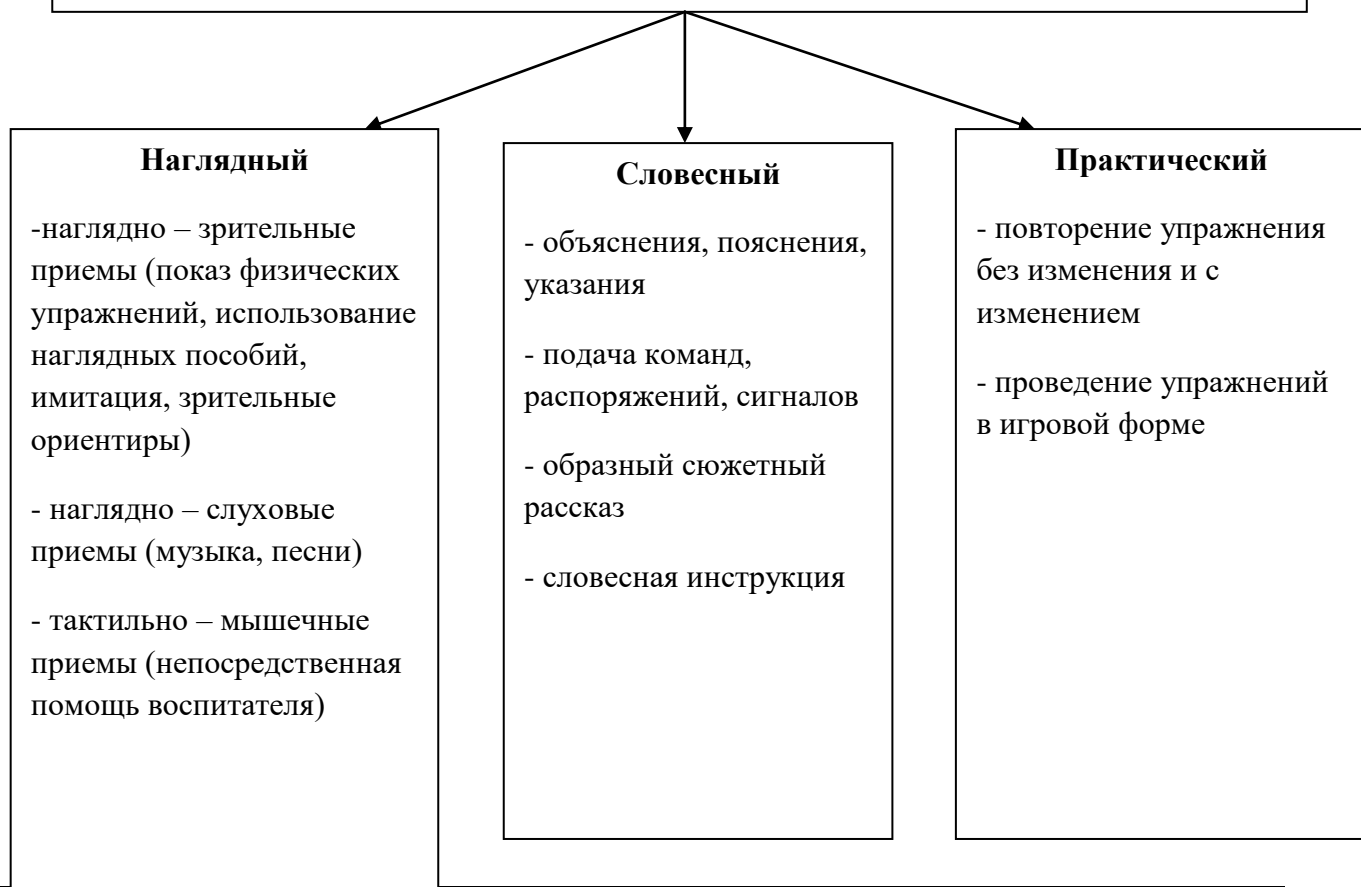 Наглядный
-наглядно – зрительные
приемы (показ физических
упражнений, использование
наглядных пособий,
имитация, зрительные
ориентиры)
- наглядно – слуховые
приемы (музыка, песни)
- тактильно – мышечные
приемы (непосредственная
помощь воспитателя)
Словесный
- объяснения, пояснения,
указания
- подача команд,
распоряжений, сигналов
- образный сюжетный
рассказ
- словесная инструкция
Практический
- повторение упражнения
без изменения и с
изменением
- проведение упражнений
в игровой форме